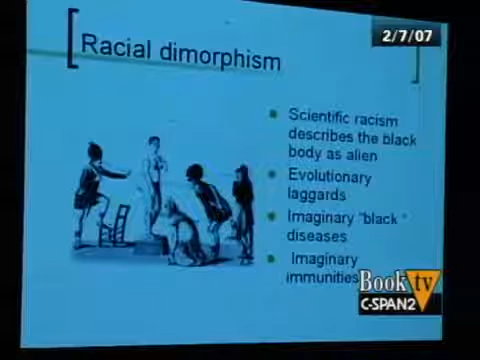 2/7/07
Racial dimorphism
Scientific racism
describes the black
body as alien
Evolutionary
laggards
Imaginary "black "
diseases
Imaginary
immunities
Book tv
C-SPAN2